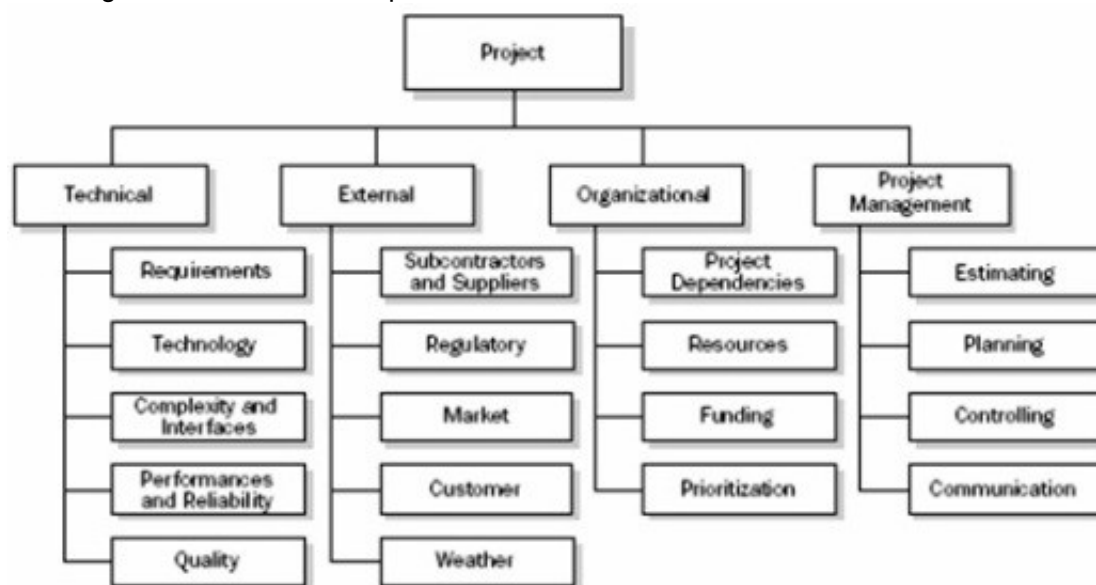 Project
Technical
External
Organizational
Project
Management
Requirements
Technology
Complexity and
Interfaces
Performances
and Reliability
Quality
Subcontractors
and Suppliers
Regulatory
Market
Customer
Weather
Project
Dependencies
Resources
Funding
Prioritization
Estimating
Planning
Controlling
Communication